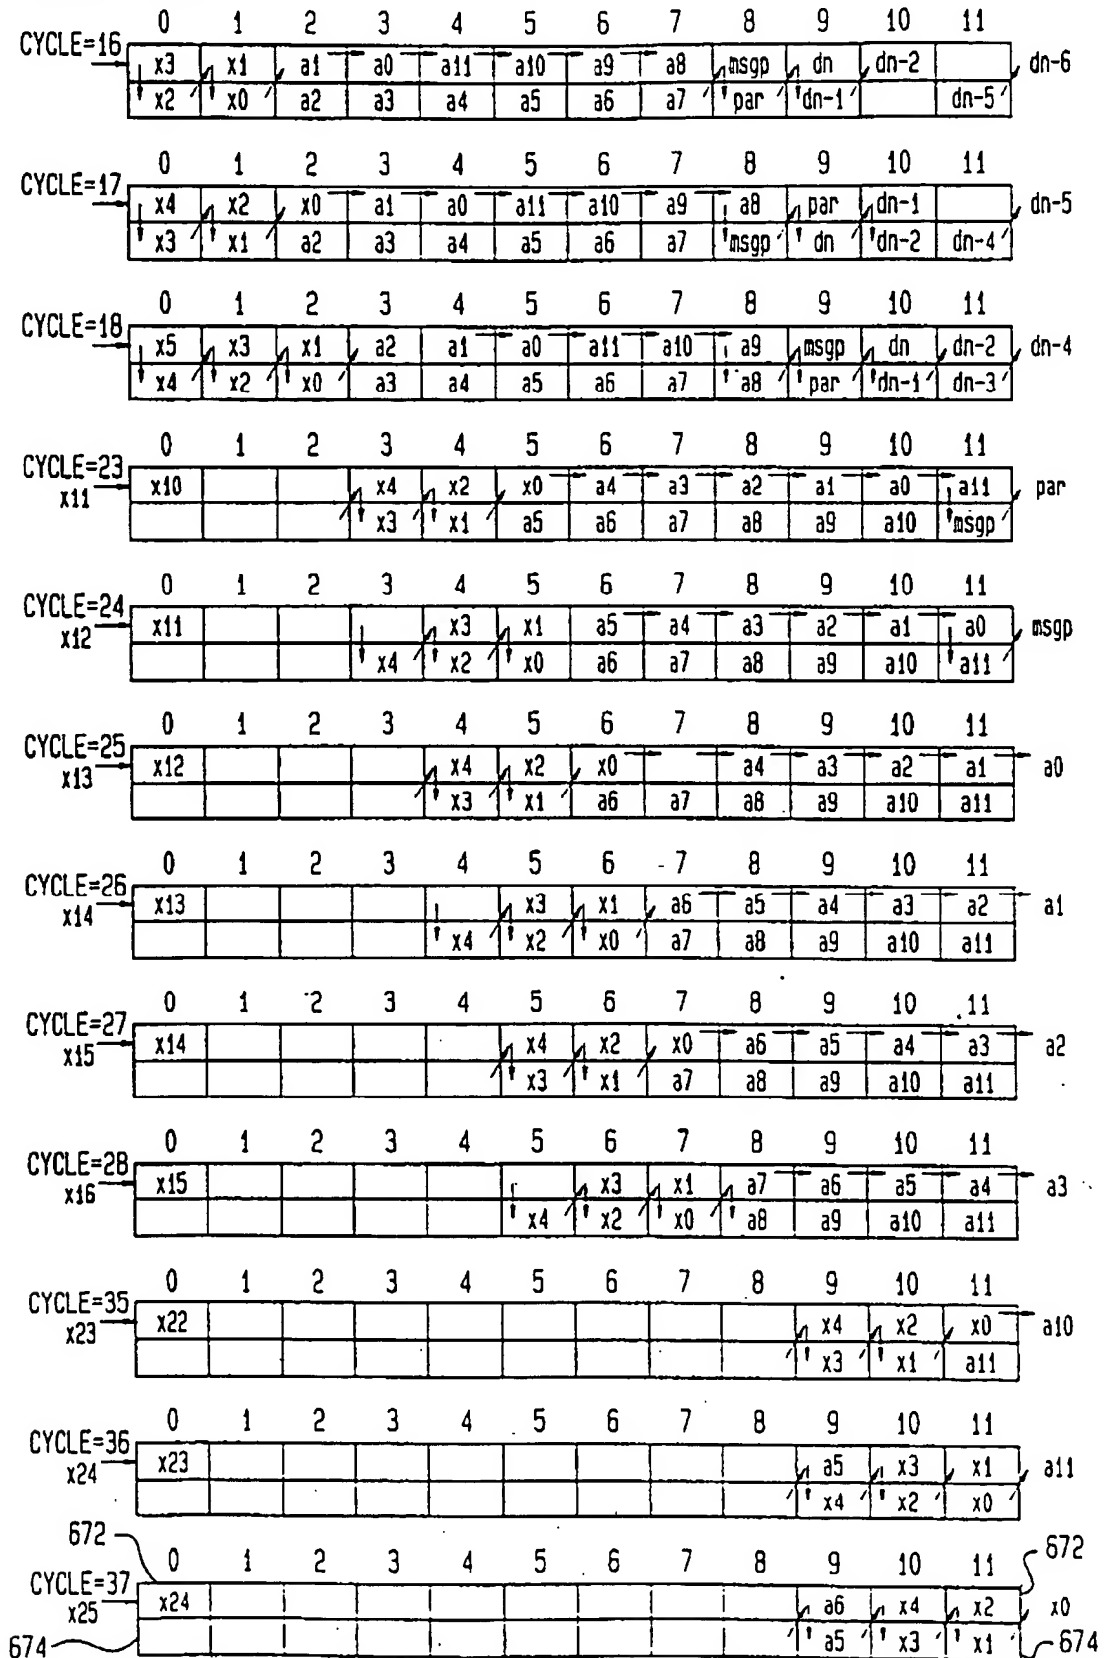 0 1 2 3 4 5 6 7 8 9 10 11
CYCLE=16
x3 x1 a1 a0 a11 a10 a9 a8 msgp dn dn-2 dn-6
x2 x0 a2 a3 a4 a5 a6 a7 par dn-1 dn-5
0 1 2 3 4 5 6 7 8 9 10 11
CYCLE=17
x4 x2 x0 a1 a0 a11 a10 a9 a8 par dn-1 dn-5
x3 x1 a2 a3 a4 a5 a6 a7 msgp dn dn-2 dn-4
0 1 2 3 4 5 6 7 8 9 10 11
CYCLE=18
x5 x3 x1 a2 a1 a0 a11 a10 a9 msgp dn dn-2 dn-4
x4 x2 x0 a3 a4 a5 a6 a7 a8 par dn-1 dn-3
0 1 2 3 4 5 6 7 8 9 10 11
CYCLE=23
x11 x10 x4 x2 x0 a4 a3 a2 a1 a0 a11 par
x3 x1 a5 a6 a7 a8 a9 a10 msgp
0 1 2 3 4 5 6 7 8 9 10 11
CYCLE=24
x12 x11 x3 x1 a5 a4 a3 a2 a1 a0 msgp
x4 x2 x0 a6 a7 a8 a9 a10 a11
0 1 2 3 4 5 6 7 8 9 10 11
CYCLE=25
x13 x12 x4 x2 x0 a4 a3 a2 a1 a0
x3 x1 a6 a7 a8 a9 a10 a11
0 1 2 3 4 5 6 7 8 9 10 11
CYCLE=26
x14 x13 x3 x1 a6 a5 a4 a3 a2 a1
x4 x2 x0 a7 a8 a9 a10 a11
0 1 2 3 4 5 6 7 8 9 10 11
CYCLE=27
x15 x14 x4 x2 x0 a6 a5 a4 a3 a2
x3 x1 a7 a8 a9 a10 a11
0 1 2 3 4 5 6 7 8 9 10 11
CYCLE=28
x16 x15 x3 x1 a7 a6 a5 a4 a3
x4 x2 x0 a8 a9 a10 a11
0 1 2 3 4 5 6 7 8 9 10 11
CYCLE=35
x23 x22 x4 x2 x0 a10
x3 x1 a11
0 1 2 3 4 5 6 7 8 9 10 11
CYCLE=36
x24 x23 a5 x3 x1 a11
x4 x2 x0
672 0 1 2 3 4 5 6 7 8 9 10 11 672
CYCLE=37
x25 x24 a6 x4 x2 x0
674 a5 x3 x1 674